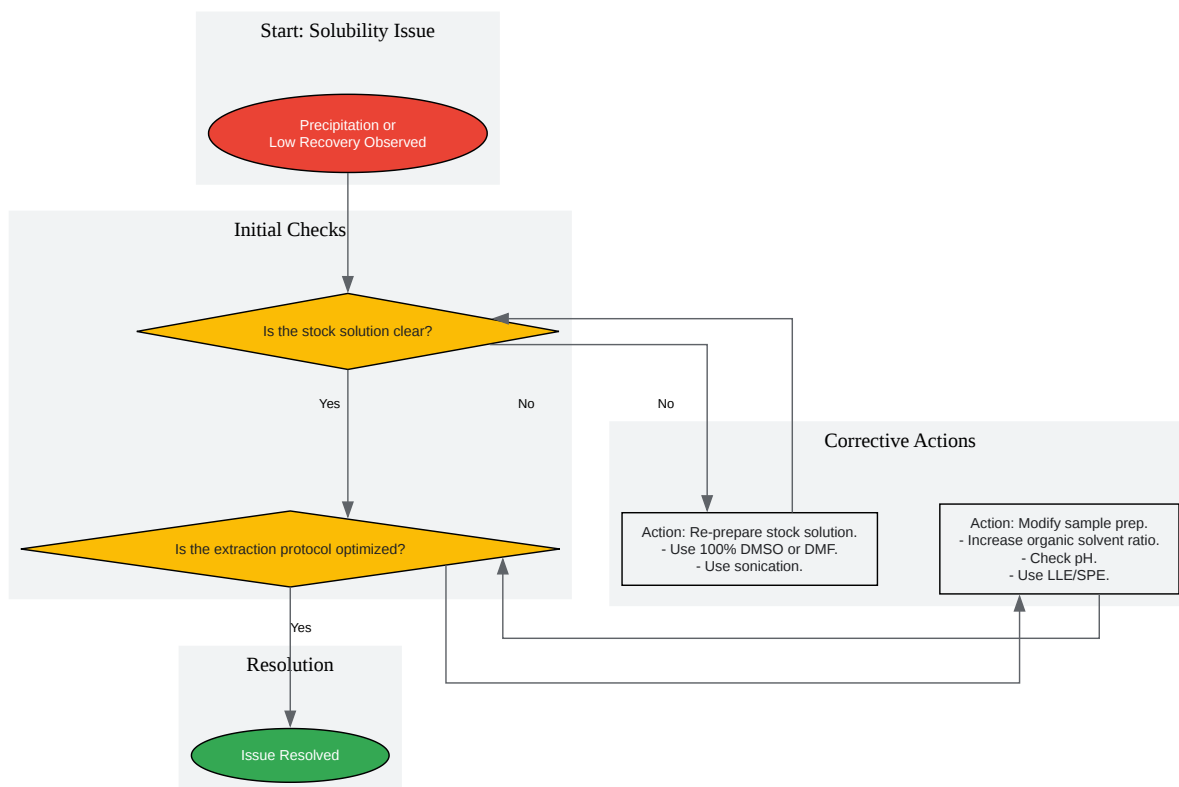 Start: Solubility Issue
Precipitation or
Low Recovery Observed
Initial Checks
Is the stock solution clear?
Yes
No
No
Corrective Actions
Action: Re-prepare stock solution.
- Use 100% DMSO or DMF.
- Use sonication.
Action: Modify sample prep.
- Increase organic solvent ratio.
- Check pH.
- Use LLE/SPE.
Is the extraction protocol optimized?
Yes
Resolution
Issue Resolved